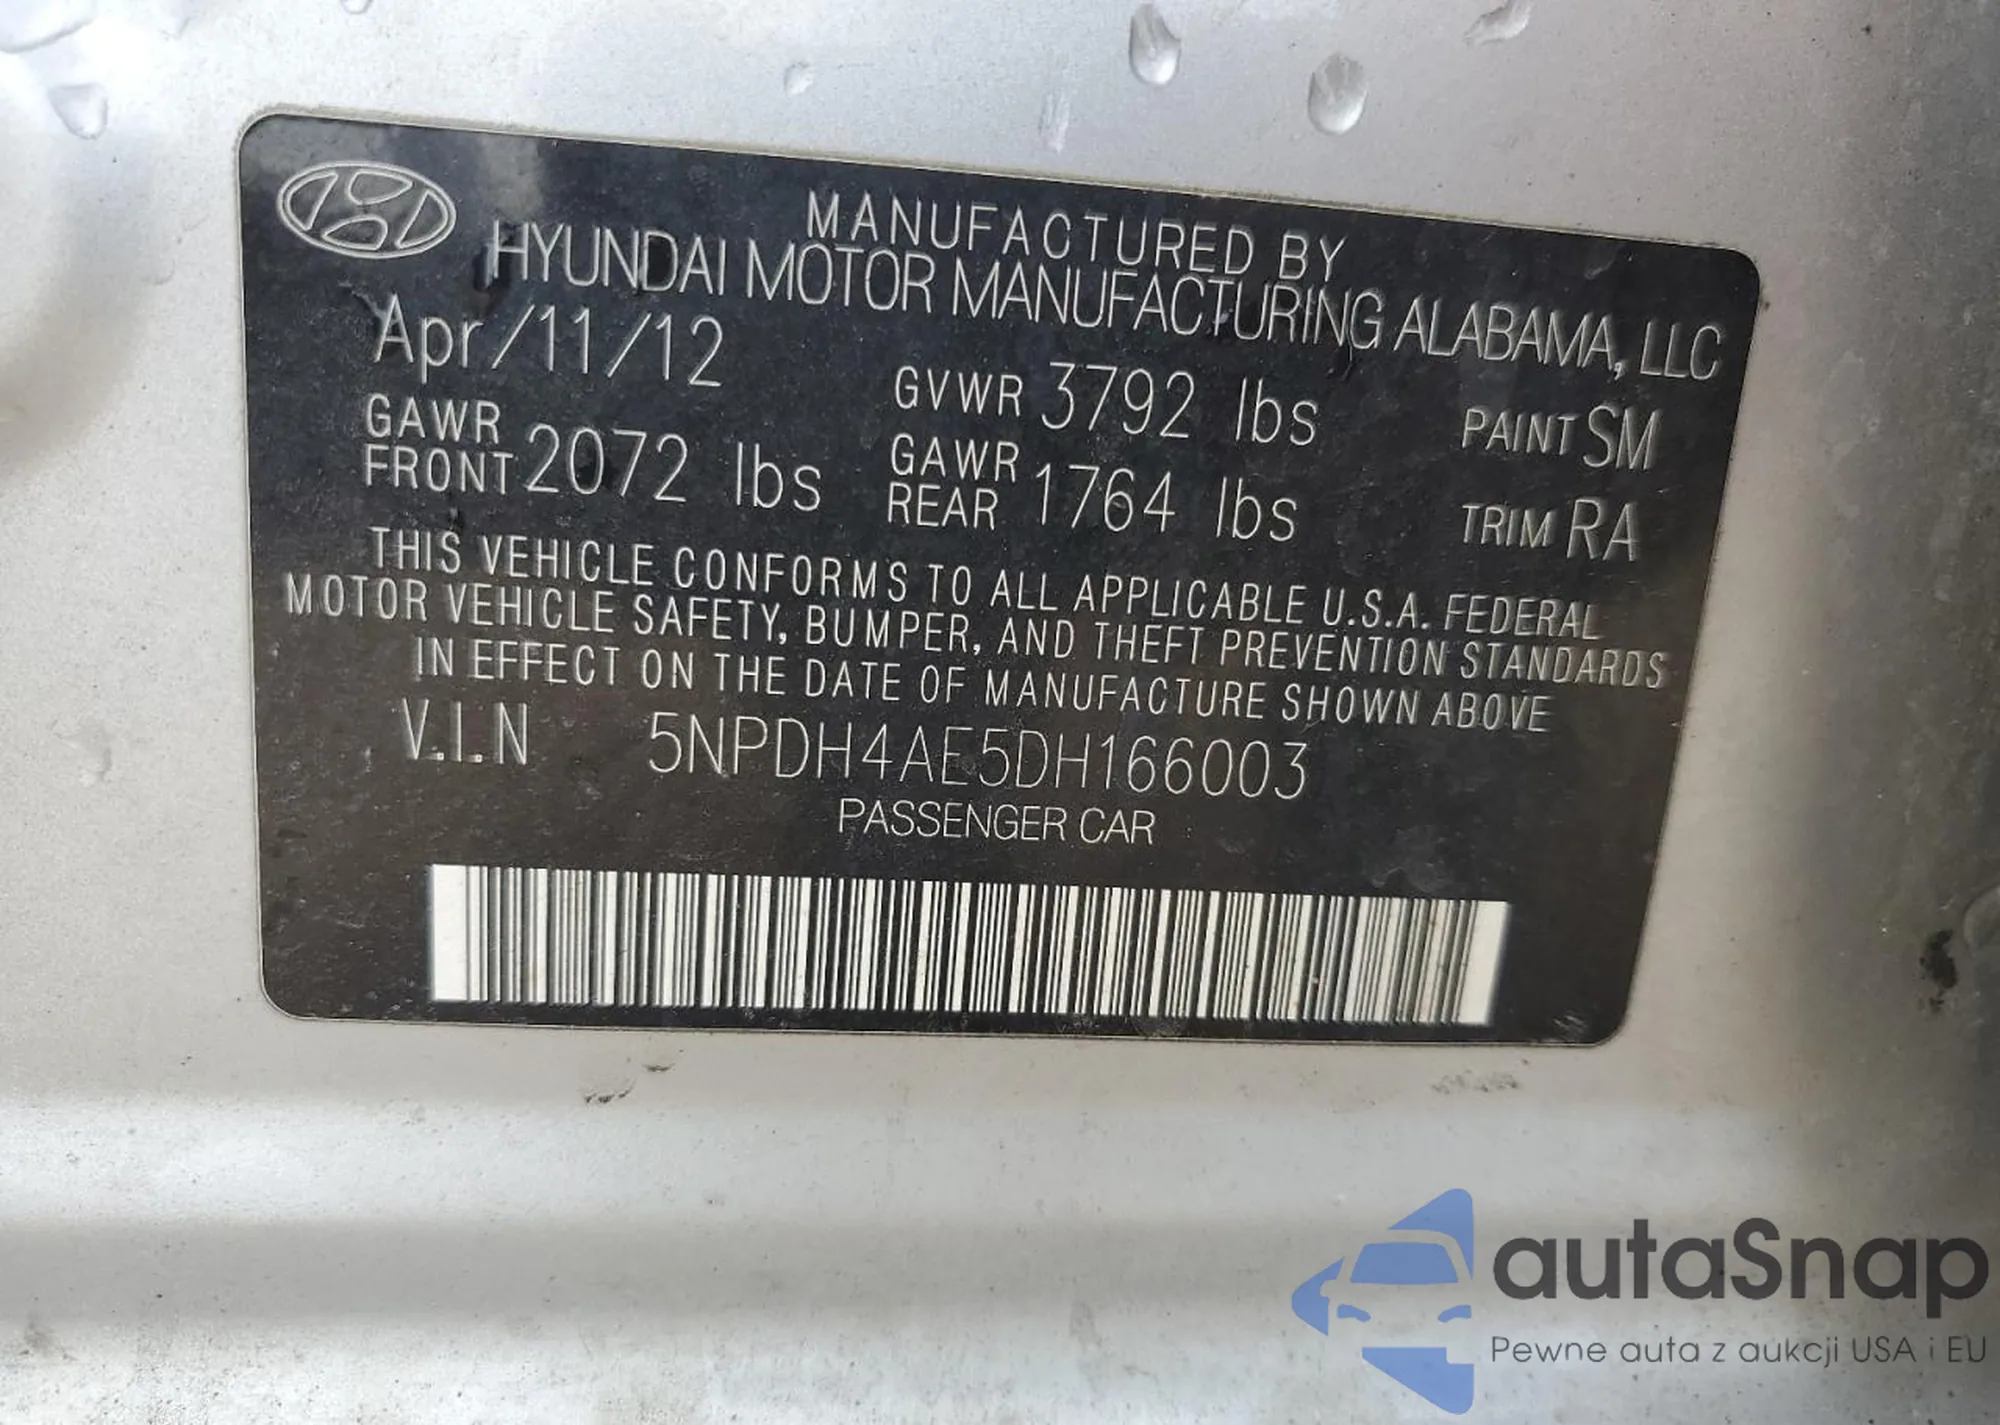 MANUFACTURED BY
HYUNDAI MOTOR MANUFACTURING ALABAMA, LLC
Apr/11/12
GVWR 3792 lbs
PAINT SM
GAWR FRONT 2072 lbs
GAWR REAR 1764 lbs
TRIM RA
THIS VEHICLE CONFORMS TO ALL APPLICABLE U.S.A. FEDERAL
MOTOR VEHICLE SAFETY, BUMPER, AND THEFT PREVENTION STANDARDS
IN EFFECT ON THE DATE OF MANUFACTURE SHOWN ABOVE
V.I.N 5NPDH4AE5DH166003
PASSENGER CAR
autaSnap
Pewne auta z aukcji USA i EU